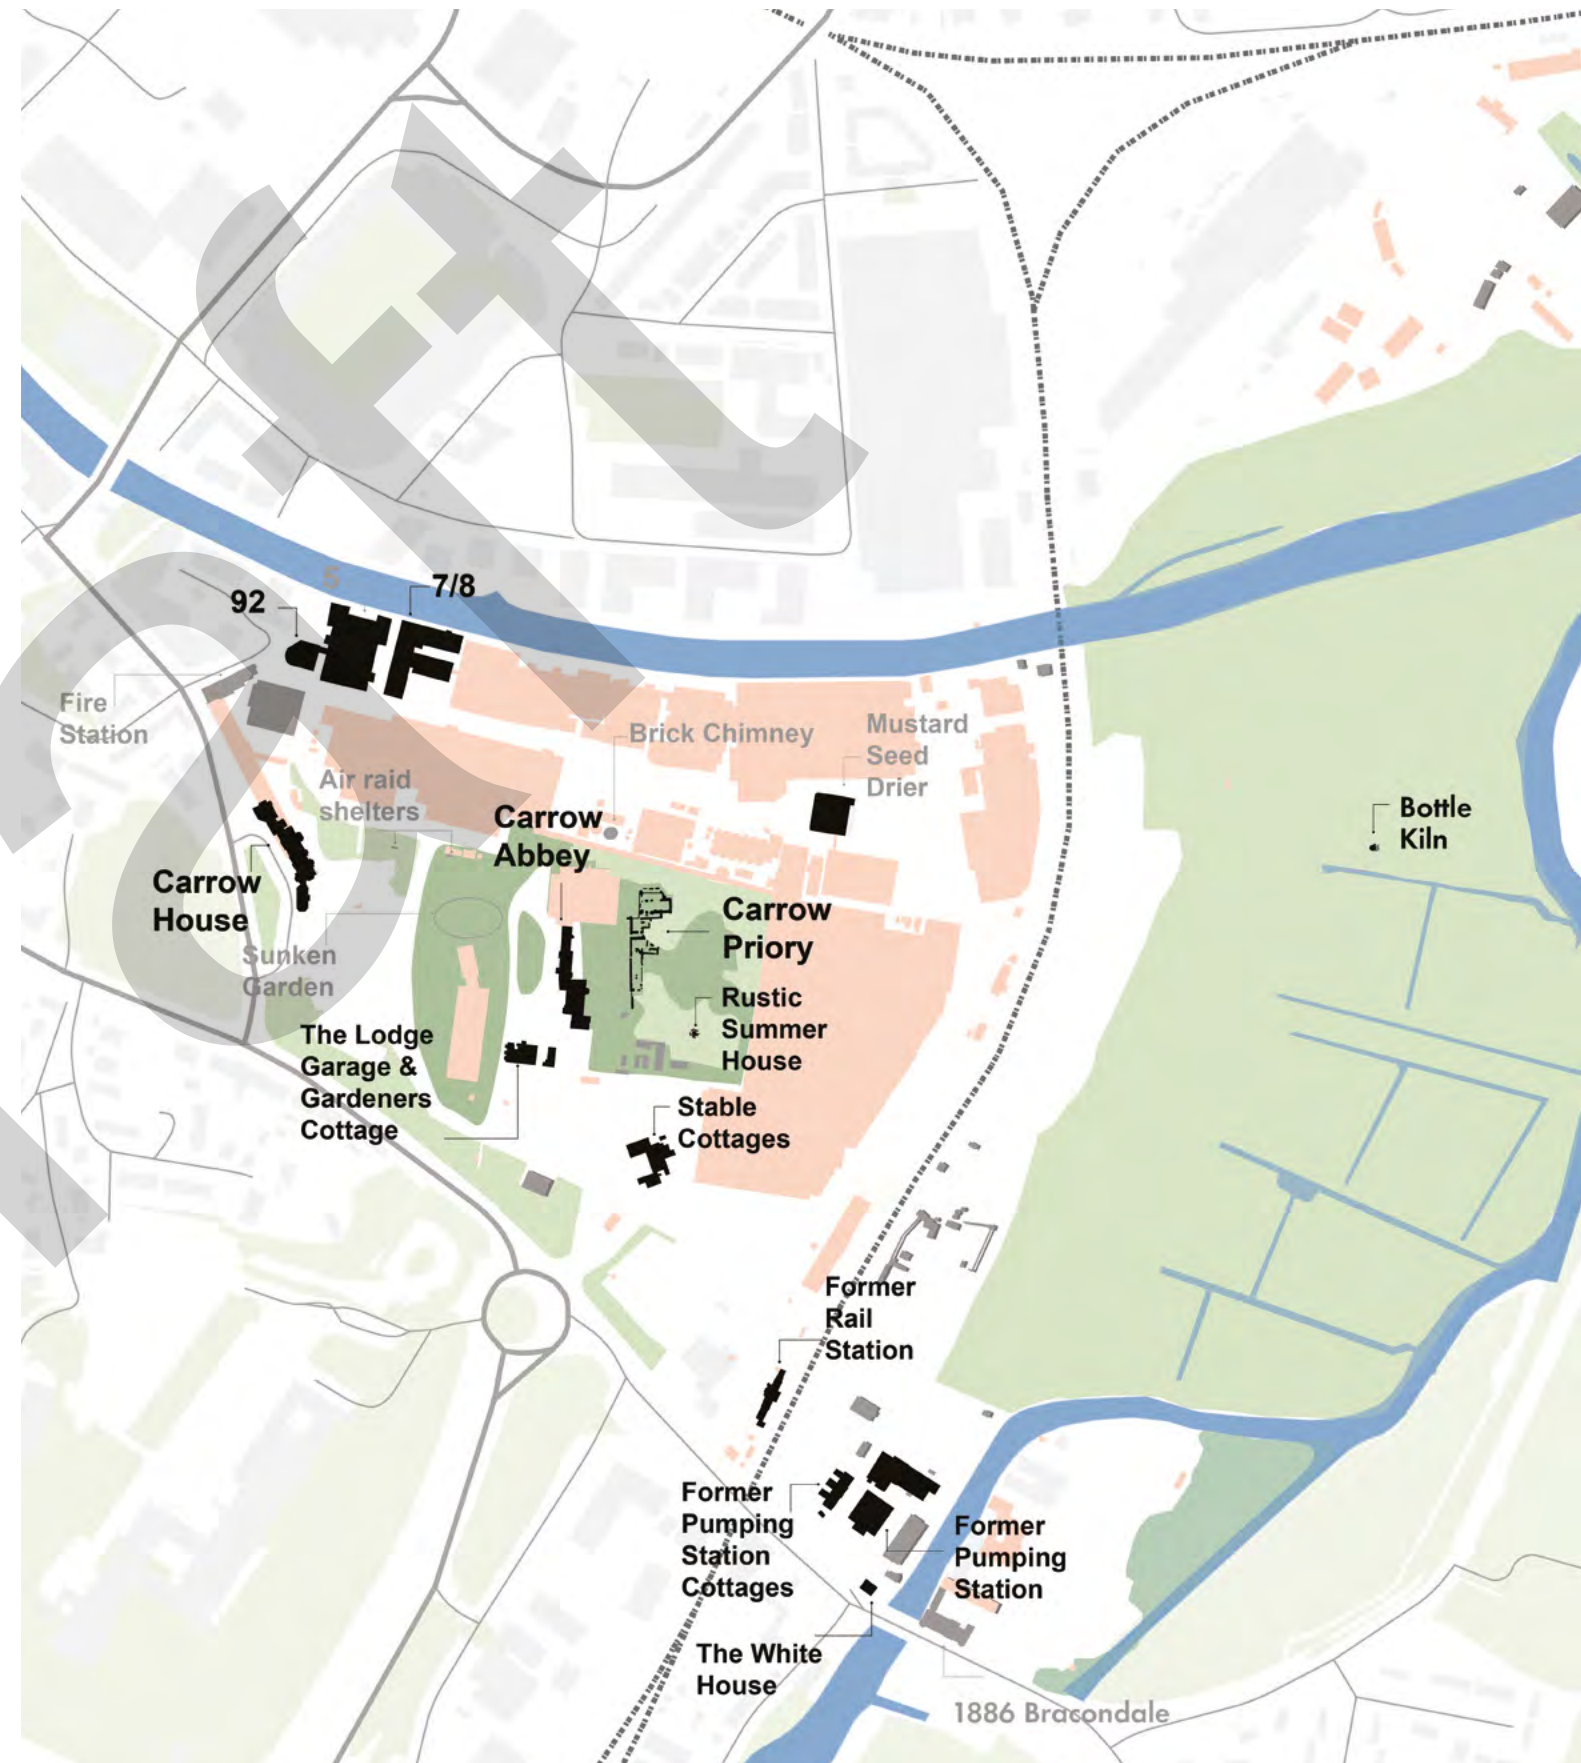 5
7/8
92
Fire
Station
Brick Chimney
Mustard
Seed
Drier
Air raid
shelters
Carrow
Abbey
Bottle
Kiln
Carrow
House
Carrow
Priory
Sunken
Garden
Rustic
Summer
House
The Lodge
Garage &
Gardeners
Cottage
Stable
Cottages
Former
Rail
Station
Former
Pumping
Station
Cottages
Former
Pumping
Station
The White
House
1886 Bracondale